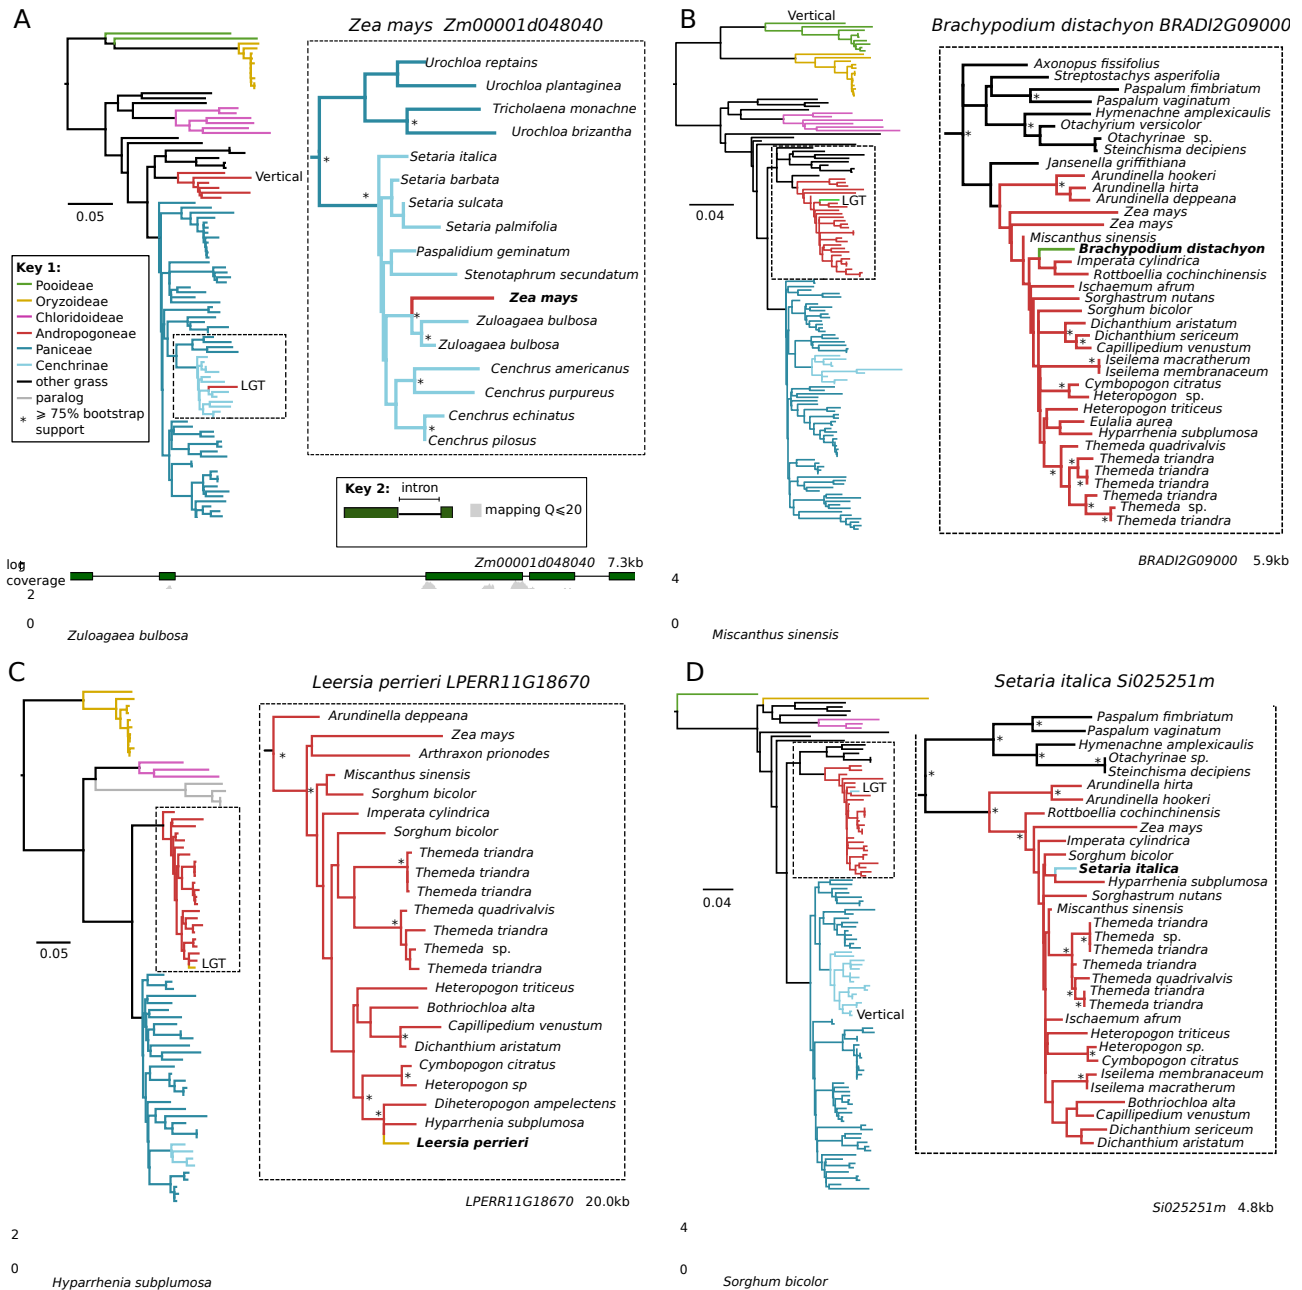 A
Zea mays Zm00001d048040
Urochloa reptains
Urochloa plantaginea
Tricholaena monachne
*
Urochloa brizantha
*
Setaria italica
Setaria barbata
*
Setaria sulcata
Setaria palmifolia
Paspalidium geminatum
Stenotaphrum secundatum
Zea mays
*
Zuloagaea bulbosa
*
Zuloagaea bulbosa
Cenchrus americanus
*
Cenchrus purpureus
Cenchrus echinatus
*
Cenchrus pilosus
Vertical
0.05
LGT
Key 1:
Pooideae
Oryzoideae
Chloridoideae
Andropogoneae
Paniceae
Cenchrinae
other grass
paralog
* ⩾ 75% bootstrap
support
Key 2:
intron
mapping Q⩽20
Zm00001d048040 7.3kb
coverage
2
0
Zuloagaea bulbosa
B
Vertical
Brachypodium distachyon BRADI2G09000
0.04
LGT
Axonopus fissifolius
Streptostachys asperifolia
Paspalum fimbriatum
*
Paspalum vaginatum
Hymenachne amplexicaulis
*
Otachyrium versicolor
*
Otachyrinae sp.
Steinchisma decipiens
Jansenella griffithiana
Arundinella hookeri
*
Arundinella hirta
Arundinella deppeana
Zea mays
Zea mays
Miscanthus sinensis
Brachypodium distachyon
Imperata cylindrica
Rottboellia cochinchinensis
Ischaemum afrum
Sorghastrum nutans
Sorghum bicolor
Dichanthium aristatum
*
Dichanthium sericeum
*
Capillipedium venustum
*
Iseilema macratherum
Iseilema membranaceum
*
Cymbopogon citratus
Heteropogon sp.
Heteropogon triticeus
Eulalia aurea
Hyparrhenia subplumosa
Themeda quadrivalvis
*
Themeda triandra
*
Themeda triandra
*
Themeda triandra
Themeda triandra
Themeda sp.
*
Themeda triandra
BRADI2G09000 5.9kb
4
0
Miscanthus sinensis
C
Leersia perrieri LPERR11G18670
0.05
LGT
Arundinella deppeana
Zea mays
*
Arthraxon prionodes
Miscanthus sinensis
*
Sorghum bicolor
Imperata cylindrica
Sorghum bicolor
Themeda triandra
*
Themeda triandra
Themeda triandra
Themeda quadrivalvis
*
Themeda triandra
Themeda sp.
Themeda triandra
Heteropogon triticeus
Bothriochloa alta
Capillipedium venustum
*
Dichanthium aristatum
Cymbopogon citratus
*
Heteropogon sp
*
Diheteropogon ampelectens
*
Hyparrhenia subplumosa
Leersia perrieri
LPERR11G18670 20.0kb
2
0
Hyparrhenia subplumosa
D
Setaria italica Si025251m
0.04
LGT
Vertical
Paspalum fimbriatum
*
Paspalum vaginatum
*
Hymenachne amplexicaulis
*
Otachyrinae sp.
Steinchisma decipiens
*
Arundinella hirta
*
Arundinella hookeri
*
Rottboellia cochinchinensis
Zea mays
*
Imperata cylindrica
Sorghum bicolor
Setaria italica
Hyparrhenia subplumosa
Sorghastrum nutans
Miscanthus sinensis
Themeda triandra
*
Themeda sp.
*
Themeda triandra
Themeda triandra
Themeda quadrivalvis
*
Themeda triandra
*
Themeda triandra
Ischaemum afrum
Heteropogon triticeus
Heteropogon sp.
*
Cymbopogon citratus
*
Iseilema membranaceum
Iseilema macratherum
Bothriochloa alta
Capillipedium venustum
Dichanthium sericeum
Dichanthium aristatum
Si025251m 4.8kb
4
0
Sorghum bicolor